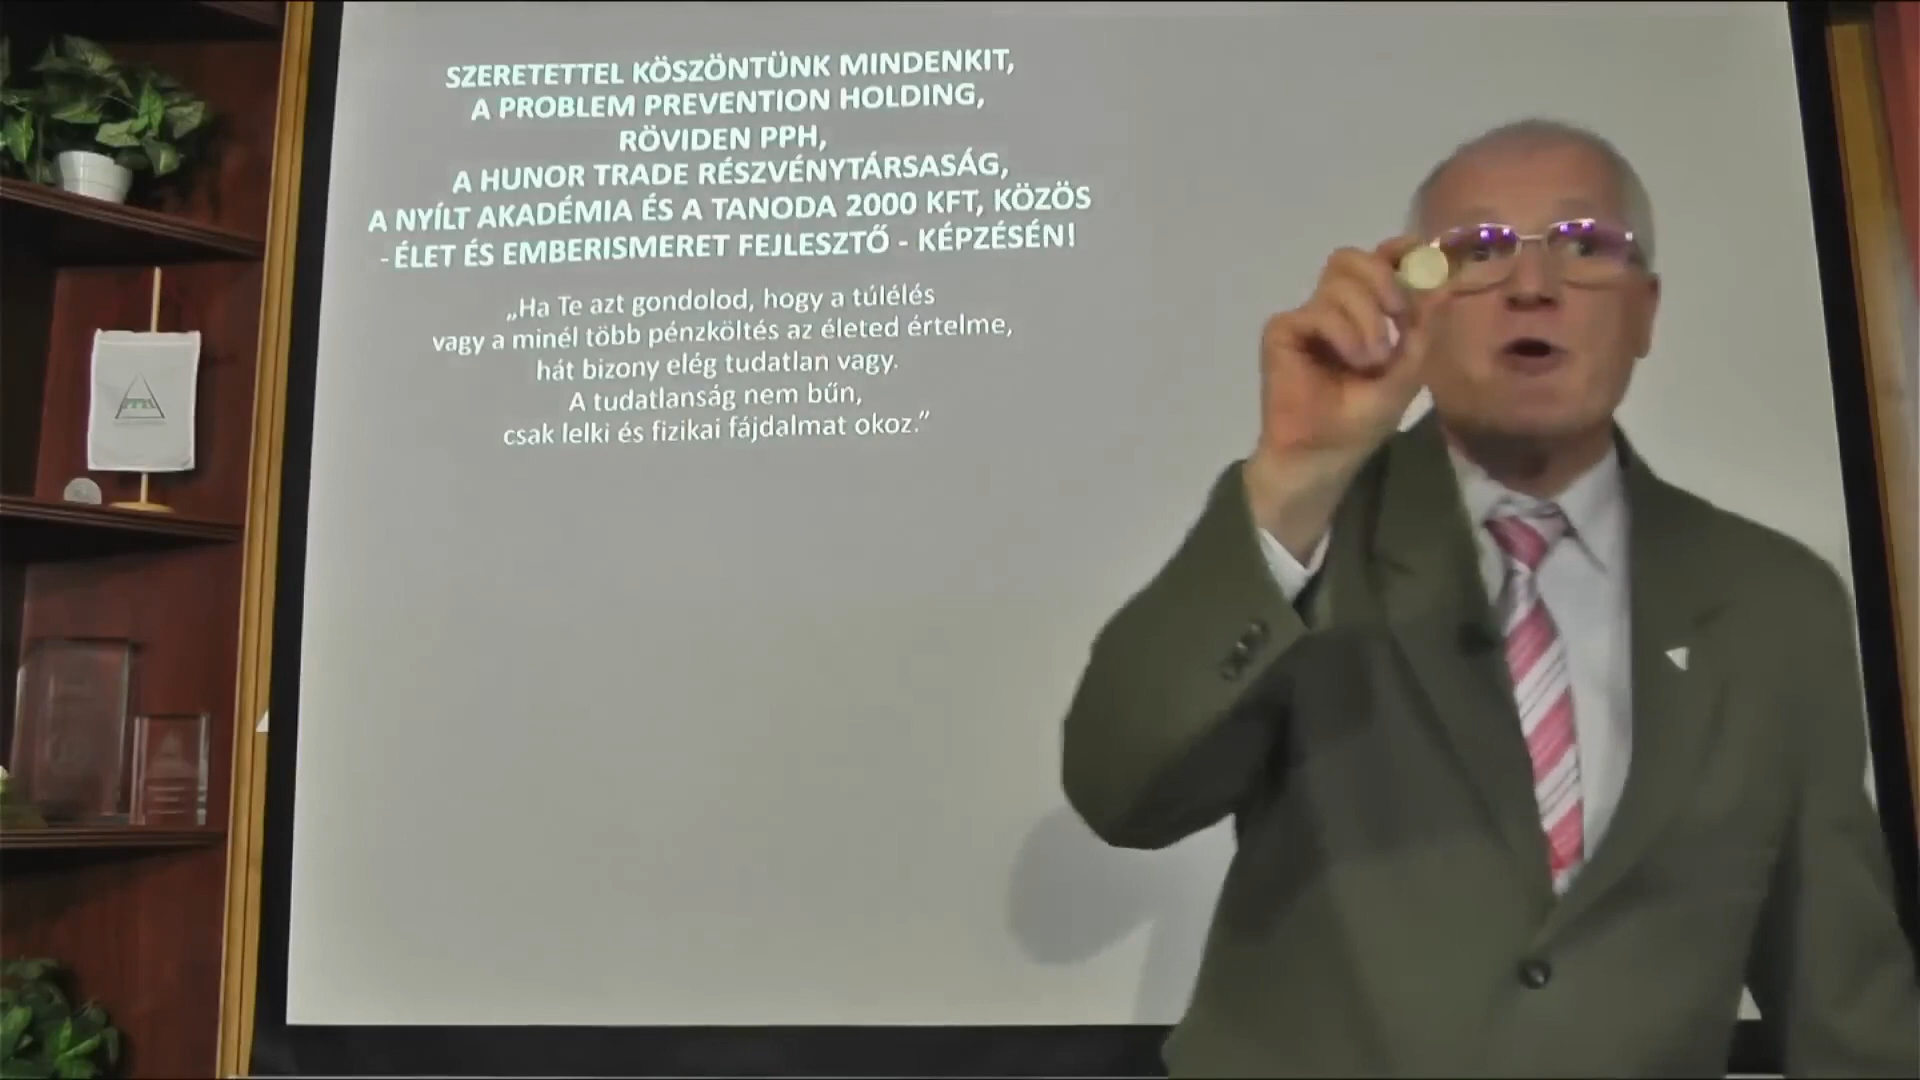 SZERETETTEL KÖSZÖNTÜNK MINDENKIT,
A PROBLEM PREVENTION HOLDING,
RÖVIDEN PPH,
A HUNOR TRADE RÉSZVÉNYTÁRSASÁG,
A NYÍLT AKADÉMIA ÉS A TANODA 2000 KFT, KÖZÖS
- ÉLET ÉS EMBERISMERET FEJLESZTŐ - KÉPZÉSÉN!
„Ha Te azt gondolod, hogy a túlélés
vagy a minél több pénzköltés az életed értelme,
hát bizony elég tudatlan vagy.
A tudatlanság nem bűn,
csak lelki és fizikai fájdalmat okoz.”